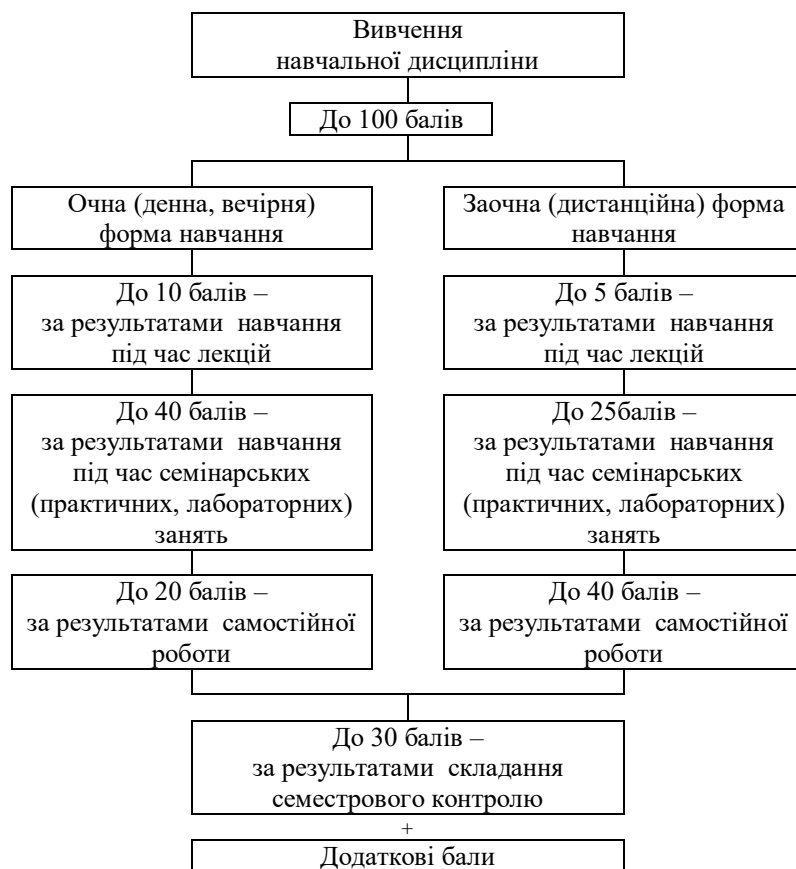 Вивчення
навчальної дисципліни
До 100 балів
Очна (денна, вечірня)
форма навчання
До 10 балів –
за результатами навчання
під час лекцій
До 40 балів –
за результатами навчання
під час семінарських
(практичних, лабораторних)
занять
До 20 балів –
за результатами самостійної
роботи
Заочна (дистанційна) форма
навчання
До 5 балів –
за результатами навчання
під час лекцій
До 25балів –
за результатами навчання
під час семінарських
(практичних, лабораторних)
занять
До 40 балів –
за результатами самостійної
роботи
До 30 балів –
за результатами складання
семестрового контролю
+
Додаткові бали